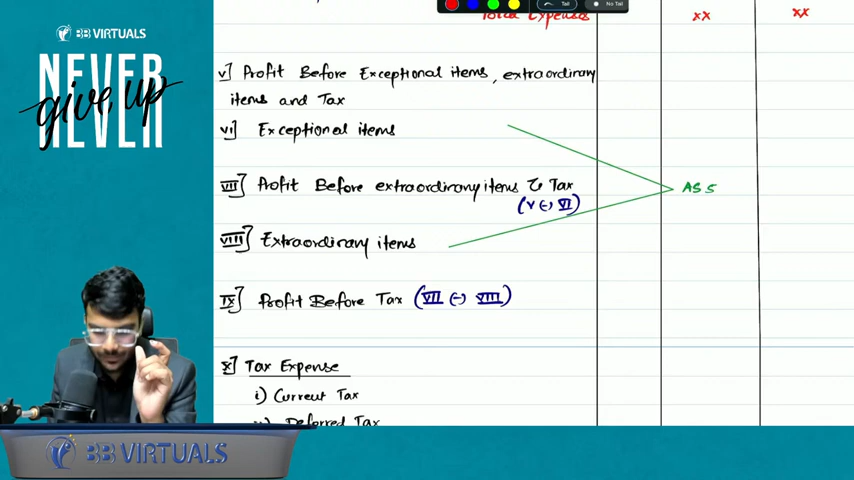 Tail
No Tail
BB VIRTUALS
NEVER
give up
NEVER
Total Expenses xx xx
V] Profit Before Exceptional items, extraordinary
items and Tax
VI] Exceptional items
VII] Profit Before extraordinary items & Tax AS 5
(V (-) VI)
VIII] Extraordinary items
IX] Profit Before Tax (VII (-) VIII)
X] Tax Expense
i) Current Tax
ii) Deferred Tax
BB VIRTUALS